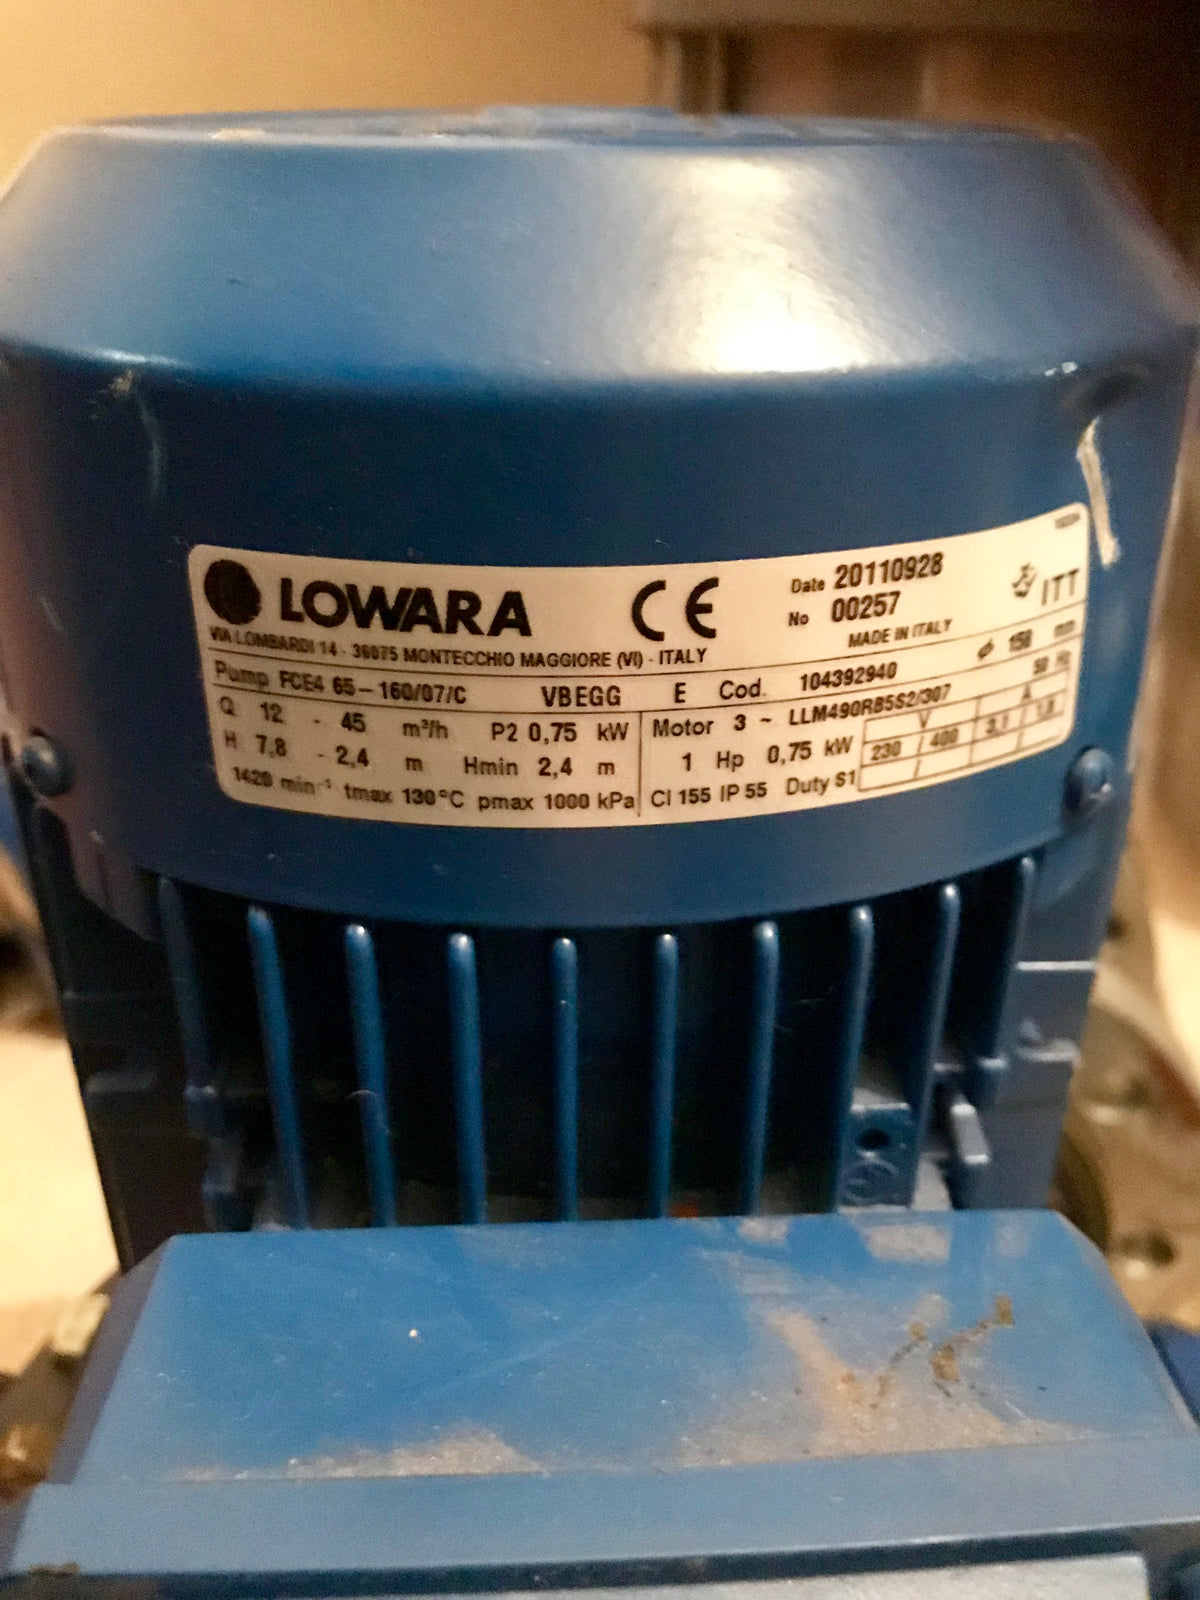 LOWARA CE Date 20110928
No 00257
ITT
VIA LOMBARDI 14 - 36075 MONTECCHIO MAGGIORE (VI) - ITALY
MADE IN ITALY
Pump FCE4 65-160/07/C VBEGG E Cod. 104392940 ø 158 mm
Q 12 - 45 m³/h P2 0,75 kW
H 7,8 - 2,4 m Hmin 2,4 m
1420 min⁻¹ tmax 130°C pmax 1000 kPa
Motor 3 ~ LLM490RB5S2/307 50 Hz
1 Hp 0,75 kW
V A
230 / 400 3,1 / 1,8
Cl 155 IP 55 Duty S1